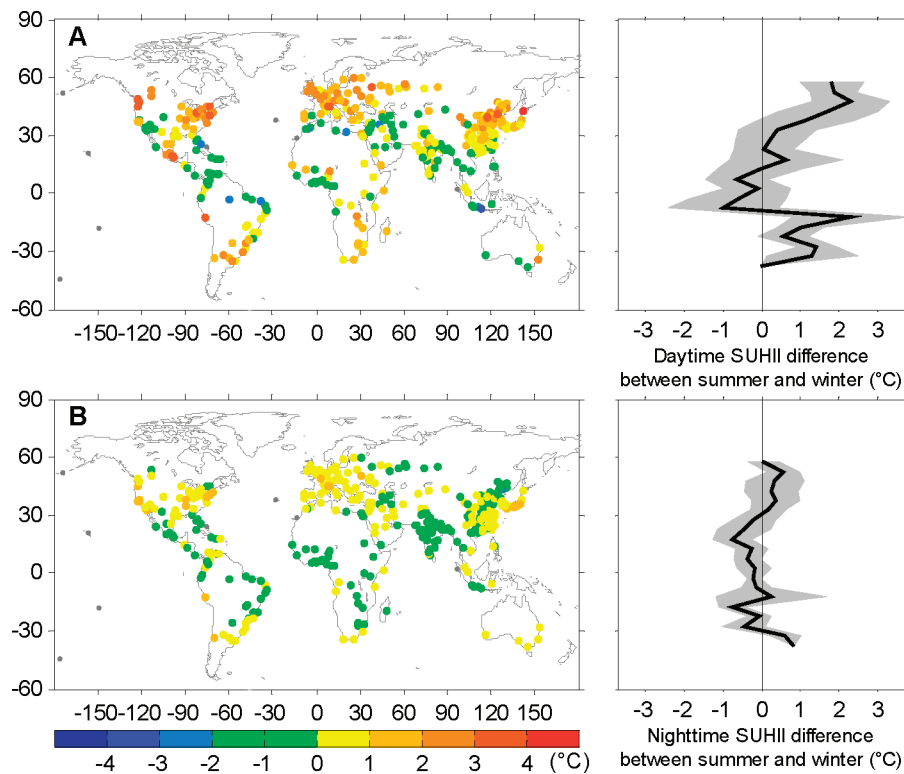 A
90
60
30
0
-30
-60
-150 -120 -90 -60 -30 0 30 60 90 120 150
-3 -2 -1 0 1 2 3
Daytime SUHII difference
between summer and winter (°C)
B
90
60
30
0
-30
-60
-150 -120 -90 -60 -30 0 30 60 90 120 150
-4 -3 -2 -1 0 1 2 3 4 (°C)
-3 -2 -1 0 1 2 3
Nighttime SUHII difference
between summer and winter (°C)